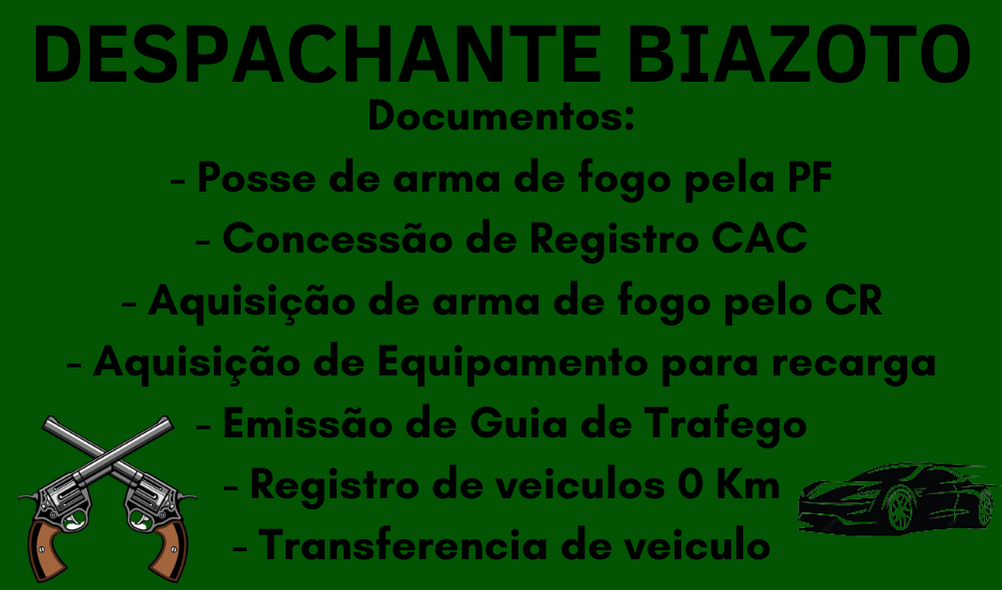 DESPACHANTE BIAZOTO
Documentos:
- Posse de arma de fogo pela PF
- Concessão de Registro CAC
- Aquisição de arma de fogo pelo CR
- Aquisição de Equipamento para recarga
- Emissão de Guia de Trafego
- Registro de veiculos 0 Km
- Transferencia de veiculo